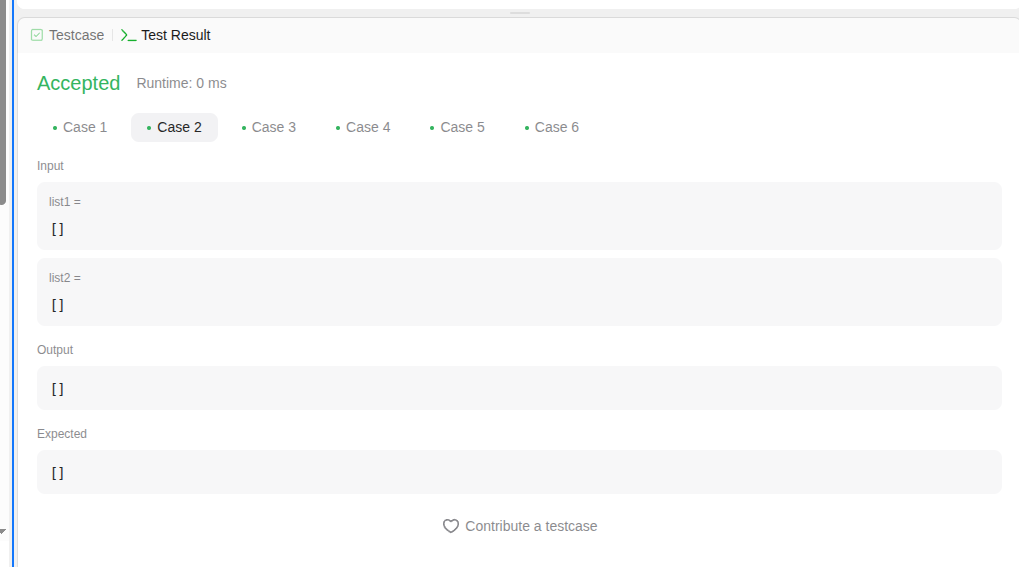 Testcase Test Result
Accepted Runtime: 0 ms
Case 1 Case 2 Case 3 Case 4 Case 5 Case 6
Input
list1 =
[]
list2 =
[]
Output
[]
Expected
[]
Contribute a testcase